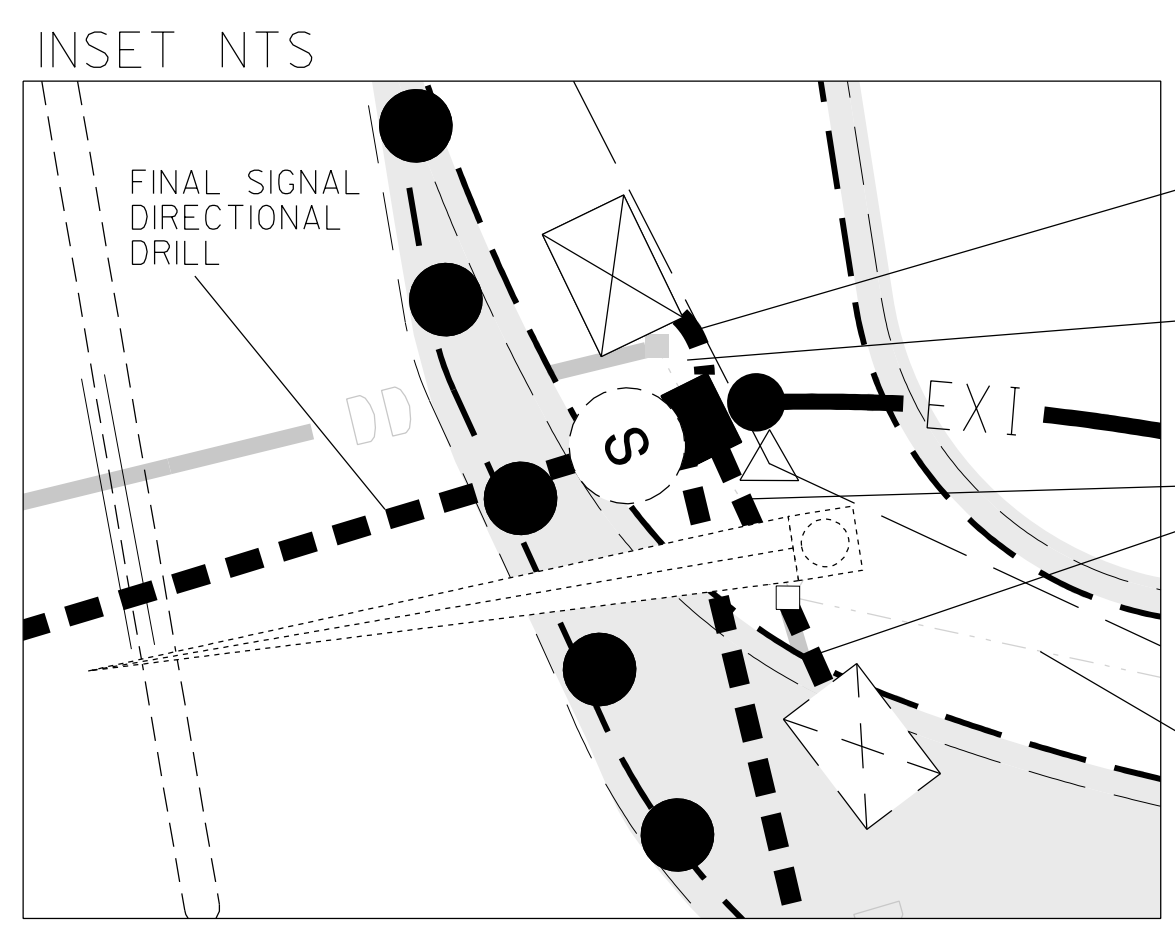 INSET NTS
FINAL SIGNAL
DIRECTIONAL
DRILL
DD
S
EXI